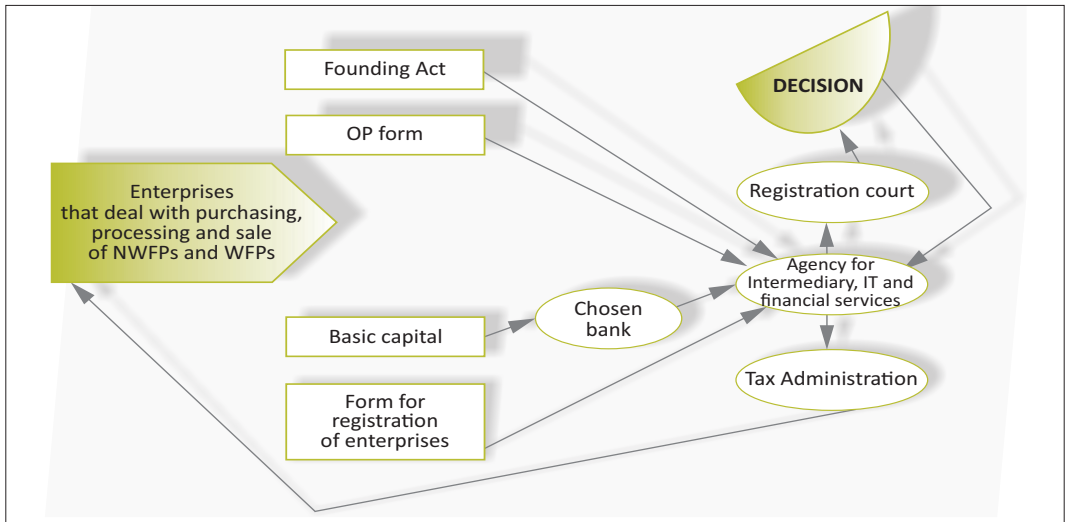 Founding Act
OP form
Enterprises
that deal with purchasing,
processing and sale
of NWFPs and WFPs
Basic capital
Chosen
bank
Form for
registration
of enterprises
DECISION
Registration court
Agency for
Intermediary, IT and
financial services
Tax Administration